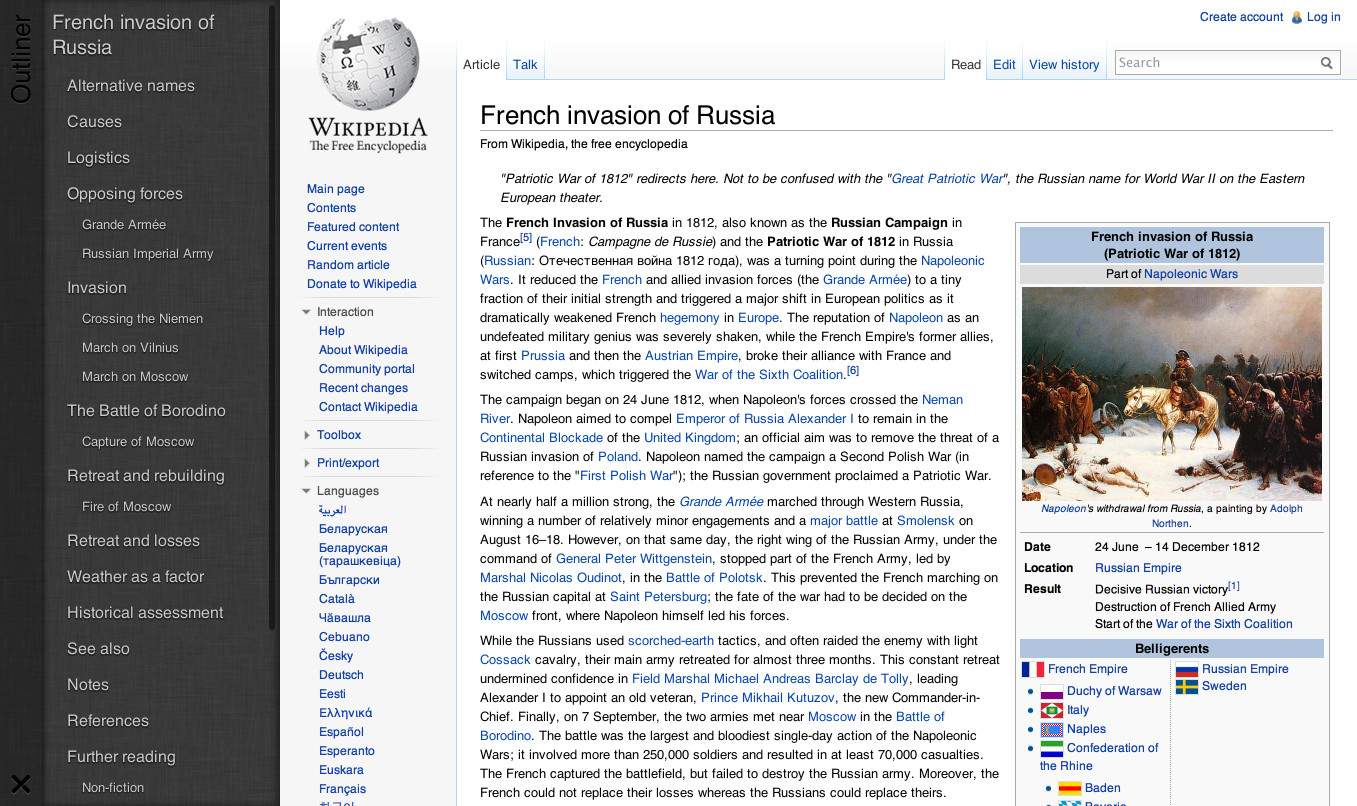 Outliner
French invasion of
Russia
Alternative names
Causes
Logistics
Opposing forces
Grande Armée
Russian Imperial Army
Invasion
Crossing the Niemen
March on Vilnius
March on Moscow
The Battle of Borodino
Capture of Moscow
Retreat and rebuilding
Fire of Moscow
Retreat and losses
Weather as a factor
Historical assessment
See also
Notes
References
Further reading
Non-fiction
WIKIPEDIA
The Free Encyclopedia
Main page
Contents
Featured content
Current events
Random article
Donate to Wikipedia
Interaction
Help
About Wikipedia
Community portal
Recent changes
Contact Wikipedia
Toolbox
Print/export
Languages
العربية
Беларуская
Беларуская
(тарашкевіца)
Български
Català
Чӑвашла
Cebuano
Česky
Deutsch
Eesti
Ελληνικά
Español
Esperanto
Euskara
Français
Create account Log in
Article Talk Read Edit View history Search
French invasion of Russia
From Wikipedia, the free encyclopedia
"Patriotic War of 1812" redirects here. Not to be confused with the "Great Patriotic War", the Russian name for World War II on the Eastern
European theater.
The French Invasion of Russia in 1812, also known as the Russian Campaign in
France[5] (French: Campagne de Russie) and the Patriotic War of 1812 in Russia
(Russian: Отечественная война 1812 года), was a turning point during the Napoleonic
Wars. It reduced the French and allied invasion forces (the Grande Armée) to a tiny
fraction of their initial strength and triggered a major shift in European politics as it
dramatically weakened French hegemony in Europe. The reputation of Napoleon as an
undefeated military genius was severely shaken, while the French Empire's former allies,
at first Prussia and then the Austrian Empire, broke their alliance with France and
switched camps, which triggered the War of the Sixth Coalition.[6]
The campaign began on 24 June 1812, when Napoleon's forces crossed the Neman
River. Napoleon aimed to compel Emperor of Russia Alexander I to remain in the
Continental Blockade of the United Kingdom; an official aim was to remove the threat of a
Russian invasion of Poland. Napoleon named the campaign a Second Polish War (in
reference to the "First Polish War"); the Russian government proclaimed a Patriotic War.
At nearly half a million strong, the Grande Armée marched through Western Russia,
winning a number of relatively minor engagements and a major battle at Smolensk on
August 16–18. However, on that same day, the right wing of the Russian Army, under the
command of General Peter Wittgenstein, stopped part of the French Army, led by
Marshal Nicolas Oudinot, in the Battle of Polotsk. This prevented the French marching on
the Russian capital at Saint Petersburg; the fate of the war had to be decided on the
Moscow front, where Napoleon himself led his forces.
While the Russians used scorched-earth tactics, and often raided the enemy with light
Cossack cavalry, their main army retreated for almost three months. This constant retreat
undermined confidence in Field Marshal Michael Andreas Barclay de Tolly, leading
Alexander I to appoint an old veteran, Prince Mikhail Kutuzov, the new Commander-in-
Chief. Finally, on 7 September, the two armies met near Moscow in the Battle of
Borodino. The battle was the largest and bloodiest single-day action of the Napoleonic
Wars; it involved more than 250,000 soldiers and resulted in at least 70,000 casualties.
The French captured the battlefield, but failed to destroy the Russian army. Moreover, the
French could not replace their losses whereas the Russians could replace theirs.
French invasion of Russia
(Patriotic War of 1812)
Part of Napoleonic Wars
Napoleon's withdrawal from Russia, a painting by Adolph
Northen.
Date 24 June – 14 December 1812
Location Russian Empire
Result Decisive Russian victory[1]
Destruction of French Allied Army
Start of the War of the Sixth Coalition
Belligerents
French Empire
Duchy of Warsaw
Italy
Naples
Confederation of
the Rhine
Baden
Russian Empire
Sweden